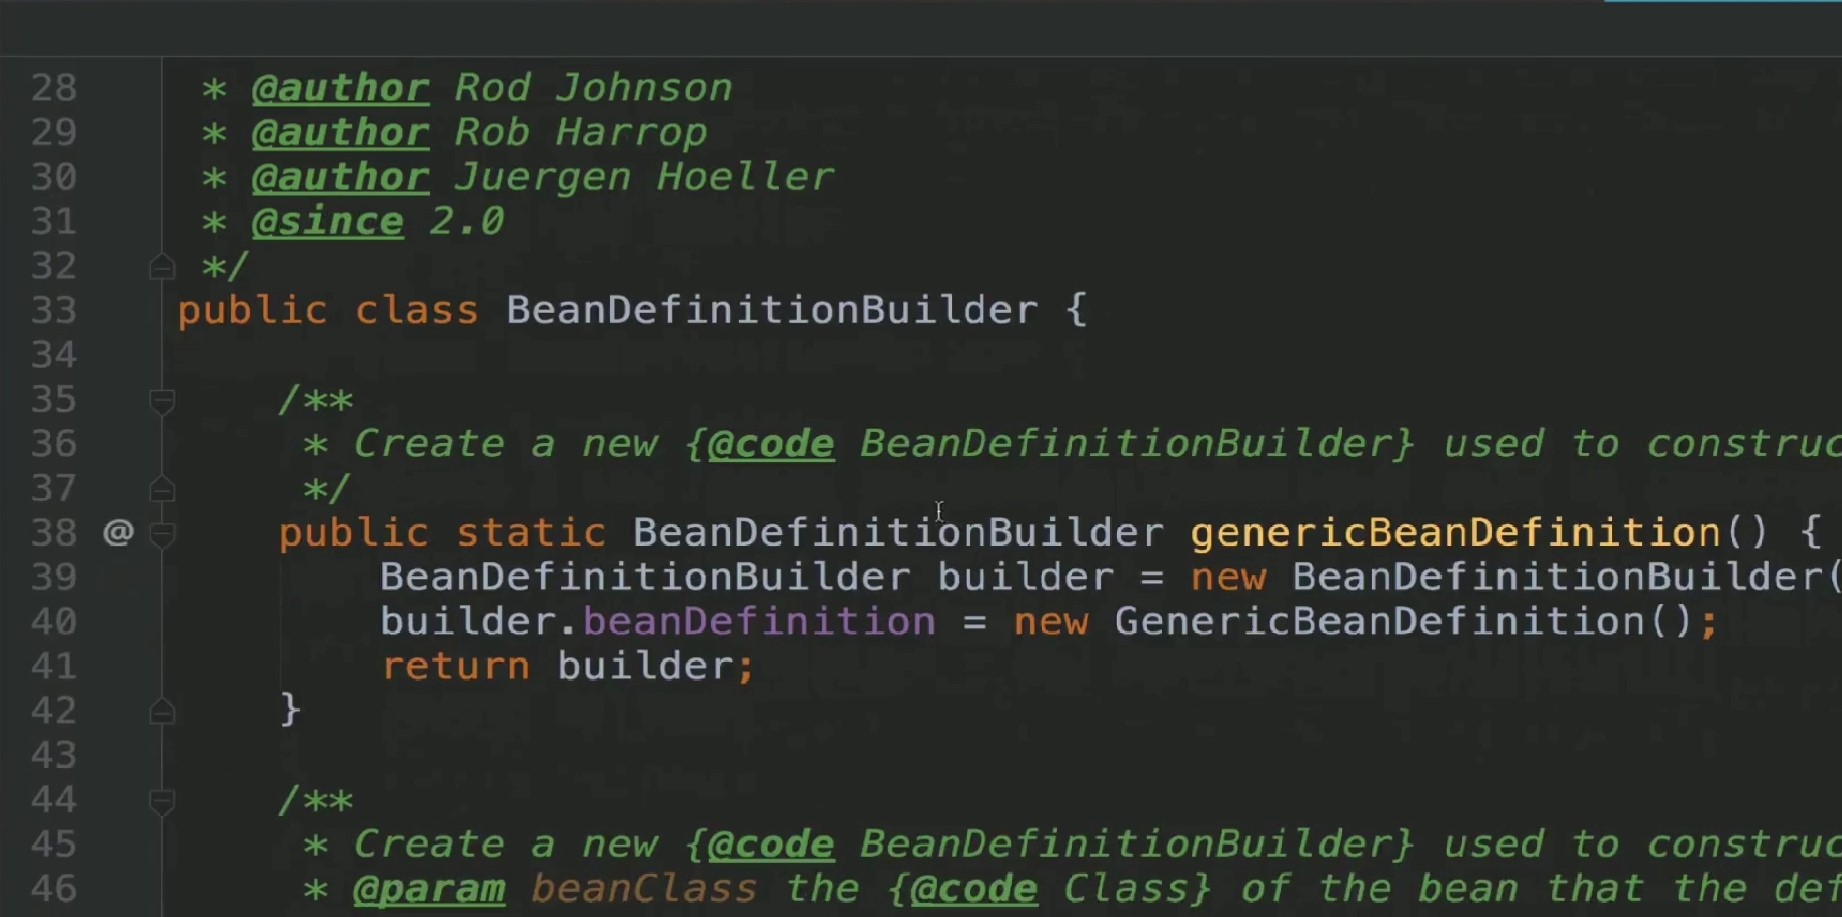 28 * @author Rod Johnson
29 * @author Rob Harrop
30 * @author Juergen Hoeller
31 * @since 2.0
32 */
33 public class BeanDefinitionBuilder {
34
35 /**
36 * Create a new {@code BeanDefinitionBuilder} used to construc
37 */
38 @ public static BeanDefinitionBuilder genericBeanDefinition() {
39 BeanDefinitionBuilder builder = new BeanDefinitionBuilder(
40 builder.beanDefinition = new GenericBeanDefinition();
41 return builder;
42 }
43
44 /**
45 * Create a new {@code BeanDefinitionBuilder} used to construc
46 * @param beanClass the {@code Class} of the bean that the def